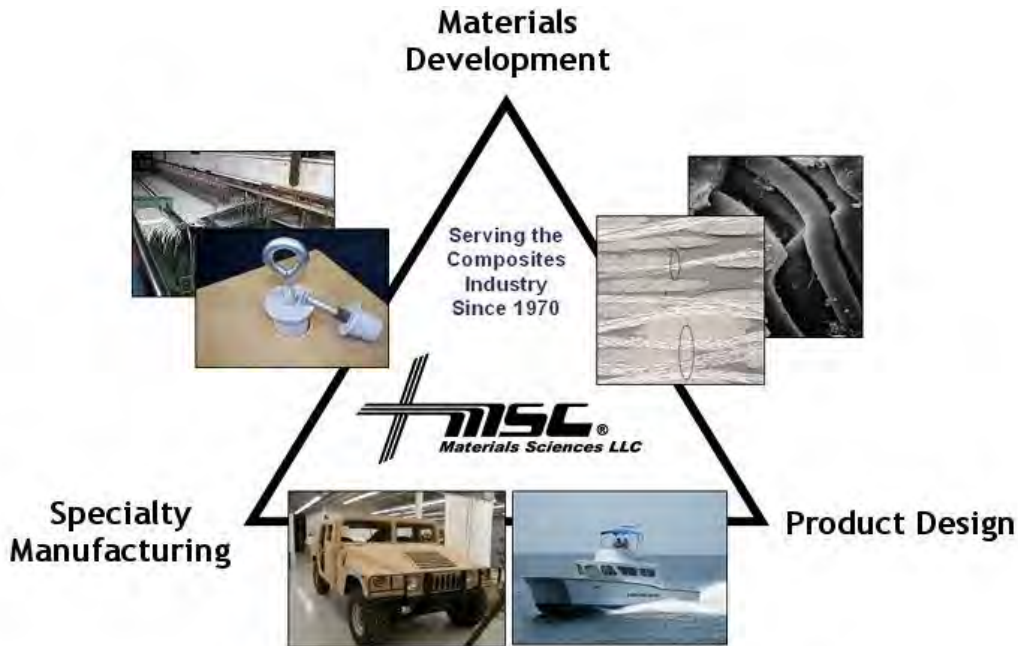 Materials
Development
Serving the
Composites
Industry
Since 1970
MSC®
Materials Sciences LLC
Specialty
Manufacturing
Product Design